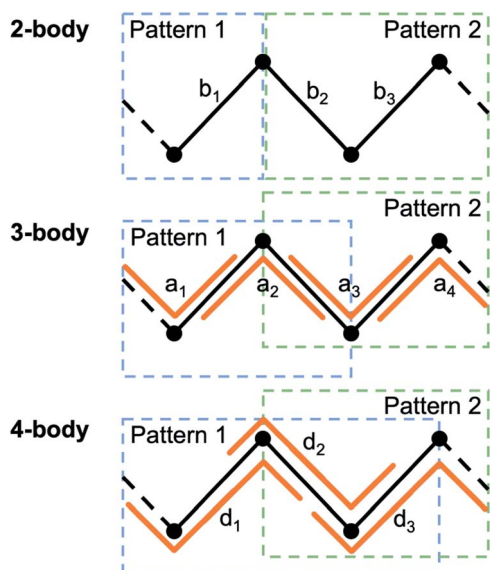 2-body
Pattern 1
Pattern 2
b₁
b₂
b₃
3-body
Pattern 1
Pattern 2
a₁
a₂
a₃
a₄
4-body
Pattern 1
Pattern 2
d₁
d₂
d₃